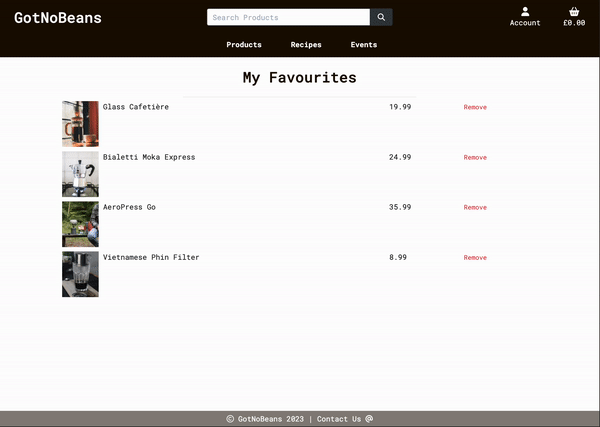 GotNoBeans
Search Products
Account
£0.00
Products Recipes Events
My Favourites
Glass Cafetière 19.99 Remove
Bialetti Moka Express 24.99 Remove
AeroPress Go 35.99 Remove
Vietnamese Phin Filter 8.99 Remove
© GotNoBeans 2023 | Contact Us @